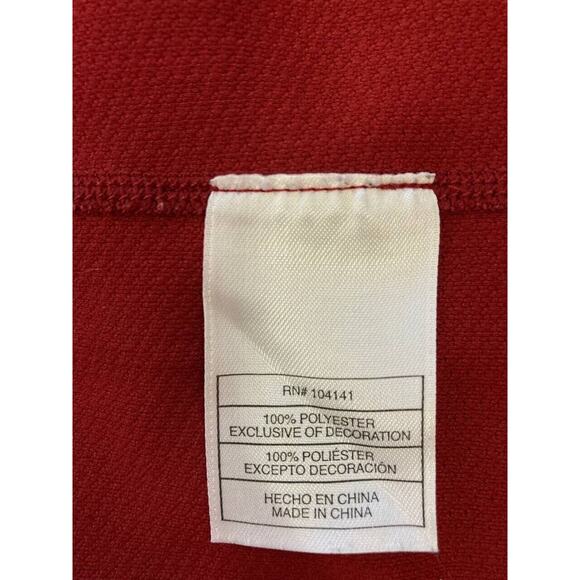 RN# 104141
100% POLYESTER
EXCLUSIVE OF DECORATION
100% POLIÉSTER
EXCEPTO DECORACIÓN
HECHO EN CHINA
MADE IN CHINA